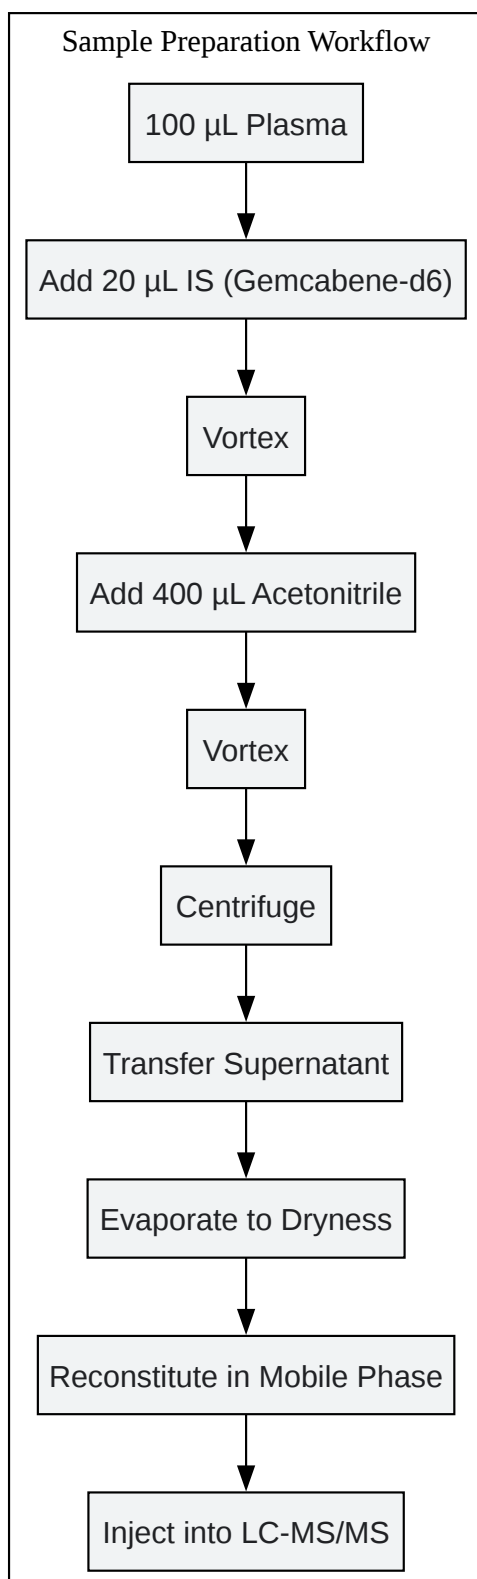 Sample Preparation Workflow
100 µL Plasma
Add 20 µL IS (Gemcabene-d6)
Vortex
Add 400 µL Acetonitrile
Vortex
Centrifuge
Transfer Supernatant
Evaporate to Dryness
Reconstitute in Mobile Phase
Inject into LC-MS/MS